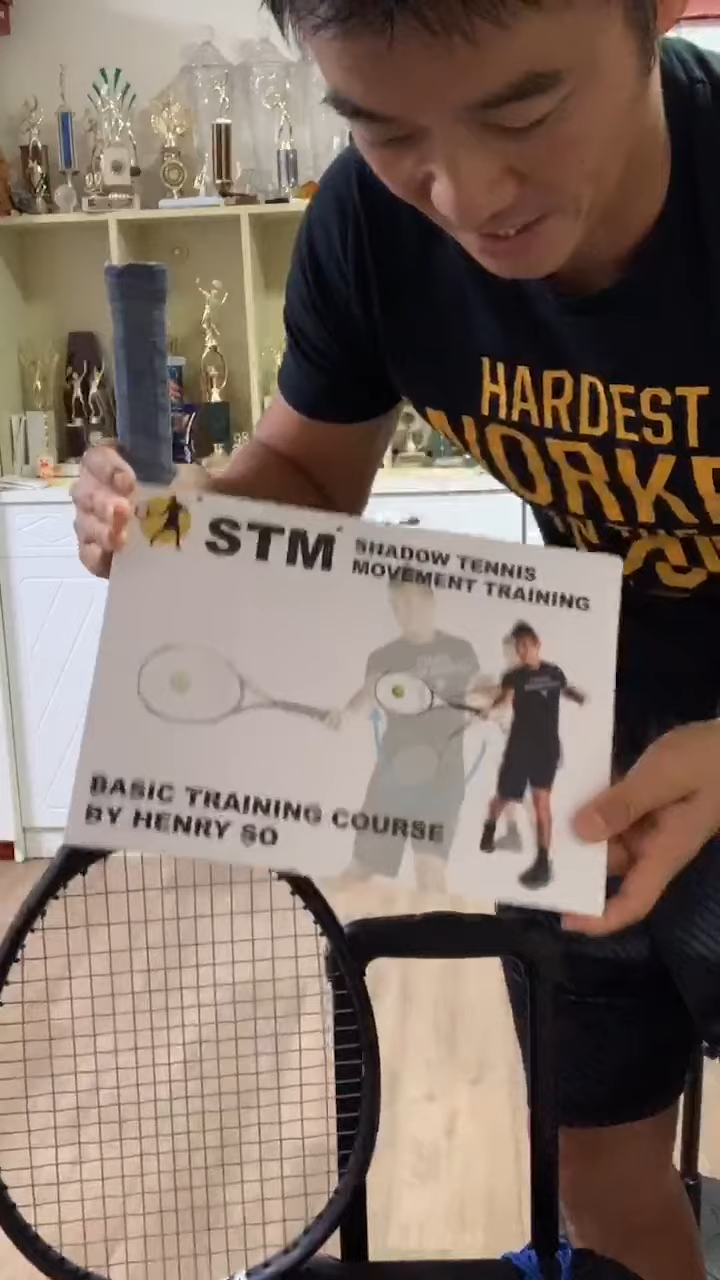 HARDEST
STM
SHADOW TENNIS
MOVEMENT TRAINING
BASIC TRAINING COURSE
BY HENRY SO